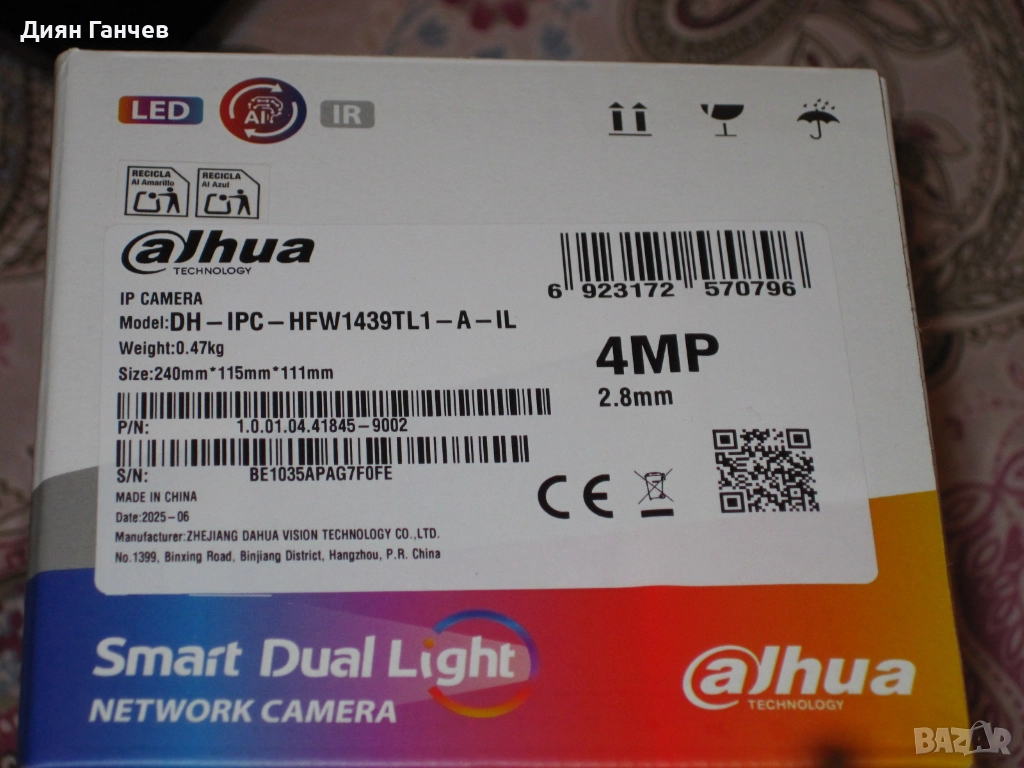 Диян Ганчев
LED AI IR
RECICLA RECICLA
Al Amarillo Al Azul
alhua
TECHNOLOGY
6 923172 570796
IP CAMERA
Model:DH-IPC-HFW1439TL1-A-IL
Weight:0.47kg
Size:240mm*115mm*111mm
4MP
2.8mm
P/N: 1.0.01.04.41845-9002
S/N: BE1035APAG7F0FE
MADE IN CHINA
Date:2025-06
Manufacturer:ZHEJIANG DAHUA VISION TECHNOLOGY CO.,LTD.
No.1399, Binxing Road, Binjiang District, Hangzhou, P.R. China
CE
Smart Dual Light
NETWORK CAMERA
alhua
TECHNOLOGY
BAZAR